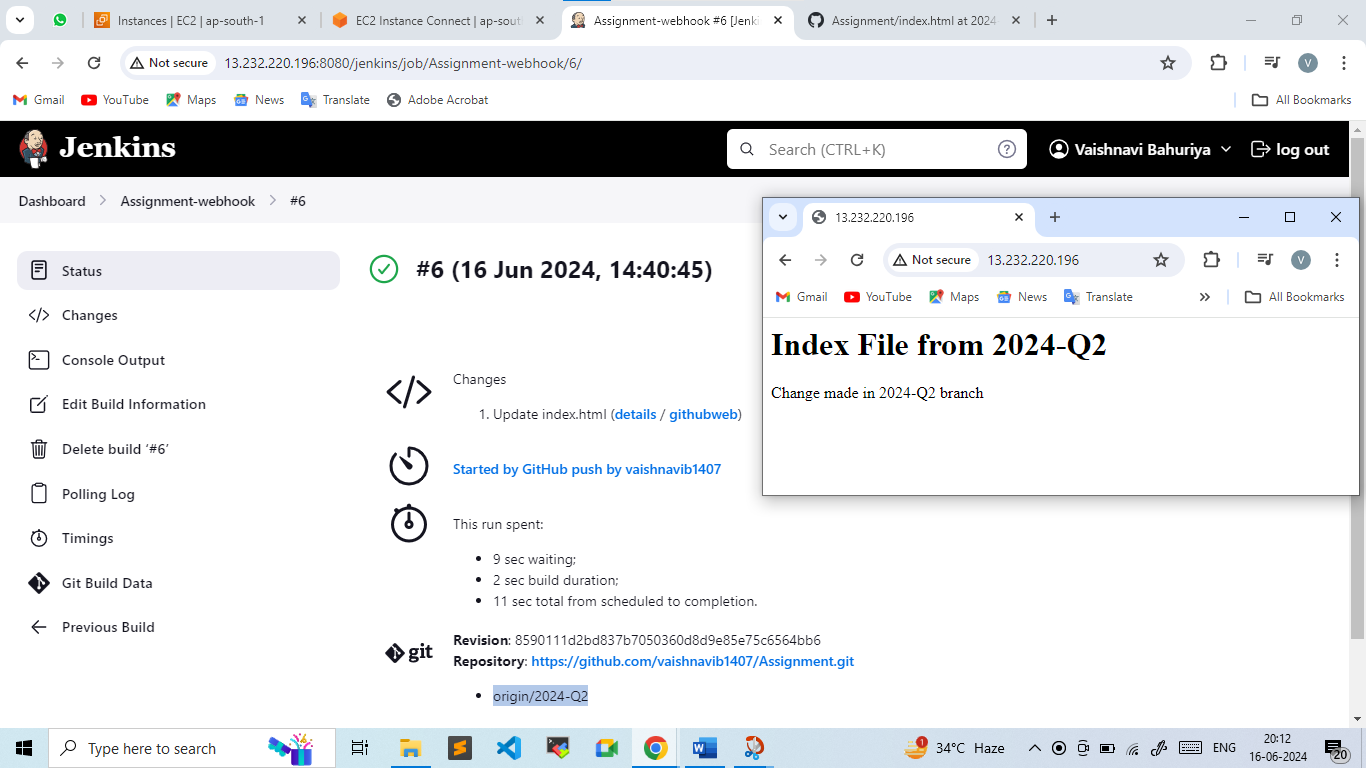 Instances | EC2 | ap-south-1
EC2 Instance Connect | ap-sout
Assignment-webhook #6 [Jenki
Assignment/index.html at 2024
Not secure
13.232.220.196:8080/jenkins/job/Assignment-webhook/6/
V
Gmail
YouTube
Maps
News
Translate
Adobe Acrobat
All Bookmarks
Jenkins
Search (CTRL+K)
?
Vaishnavi Bahuriya
log out
Dashboard
Assignment-webhook
#6
Status
Changes
Console Output
Edit Build Information
Delete build ‘#6’
Polling Log
Timings
Git Build Data
Previous Build
#6 (16 Jun 2024, 14:40:45)
Changes
1. Update index.html (details / githubweb)
Started by GitHub push by vaishnavib1407
This run spent:
9 sec waiting;
2 sec build duration;
11 sec total from scheduled to completion.
git
Revision: 8590111d2bd837b7050360d8d9e85e75c6564bb6
Repository: https://github.com/vaishnavib1407/Assignment.git
origin/2024-Q2
13.232.220.196
Not secure
13.232.220.196
V
Gmail
YouTube
Maps
News
Translate
All Bookmarks
Index File from 2024-Q2
Change made in 2024-Q2 branch
Type here to search
1
34°C Haze
ENG
20:12
16-06-2024
20